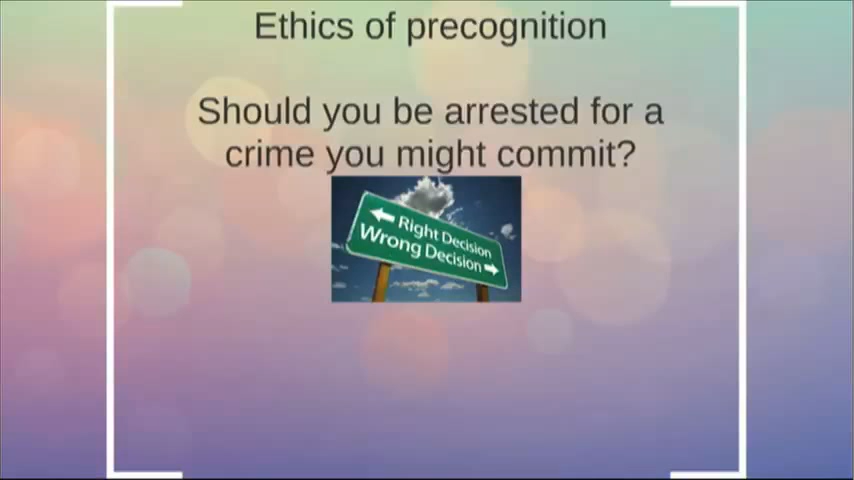 Ethics of precognition
Should you be arrested for a
crime you might commit?
Right Decision
Wrong Decision